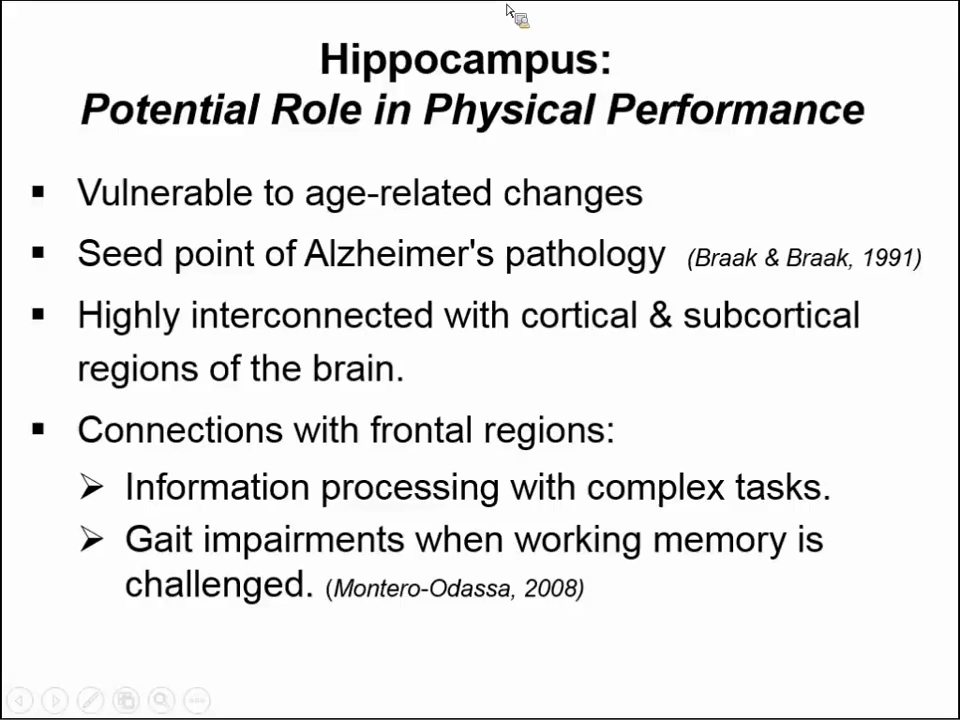 Hippocampus:
Potential Role in Physical Performance
▪ Vulnerable to age-related changes
▪ Seed point of Alzheimer's pathology (Braak & Braak, 1991)
▪ Highly interconnected with cortical & subcortical
regions of the brain.
▪ Connections with frontal regions:
➢ Information processing with complex tasks.
➢ Gait impairments when working memory is
challenged. (Montero-Odassa, 2008)